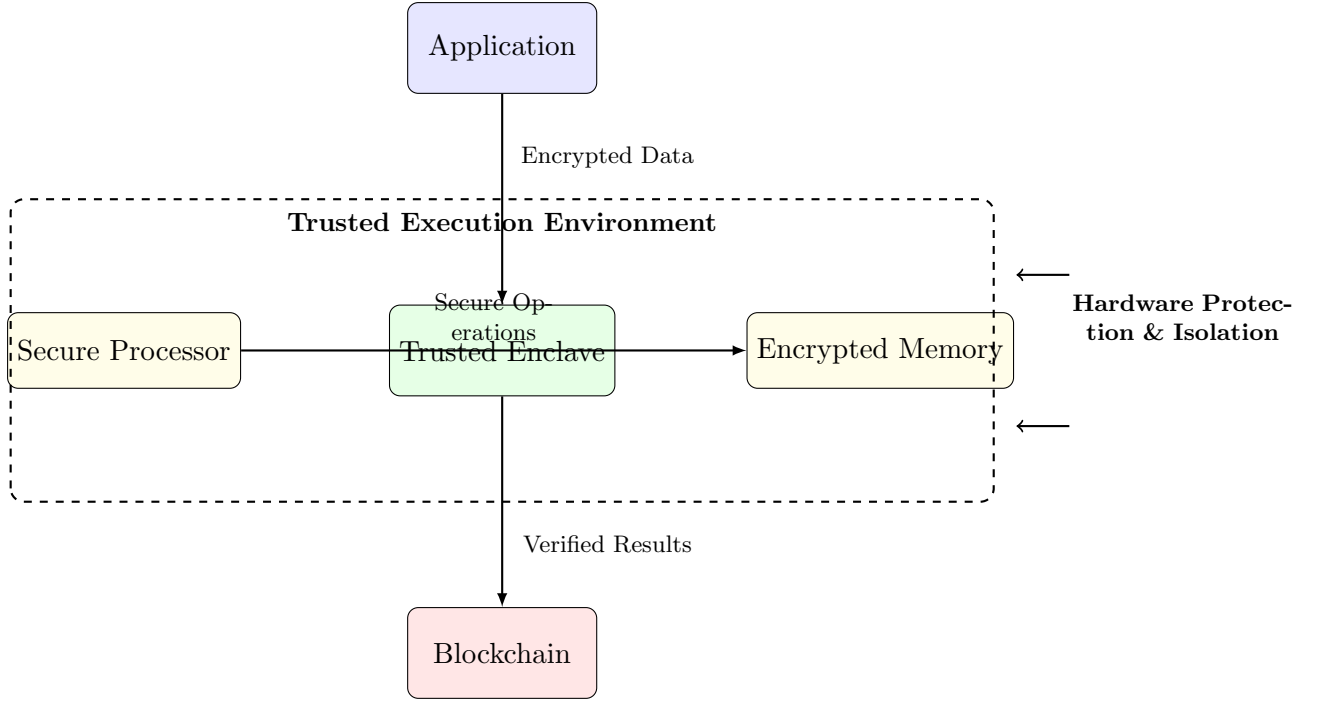 Application
Encrypted Data
Trusted Execution Environment
Secure Op-
erations
Hardware Protec-
tion & Isolation
Secure Processor
Trusted Enclave
Encrypted Memory
Verified Results
Blockchain